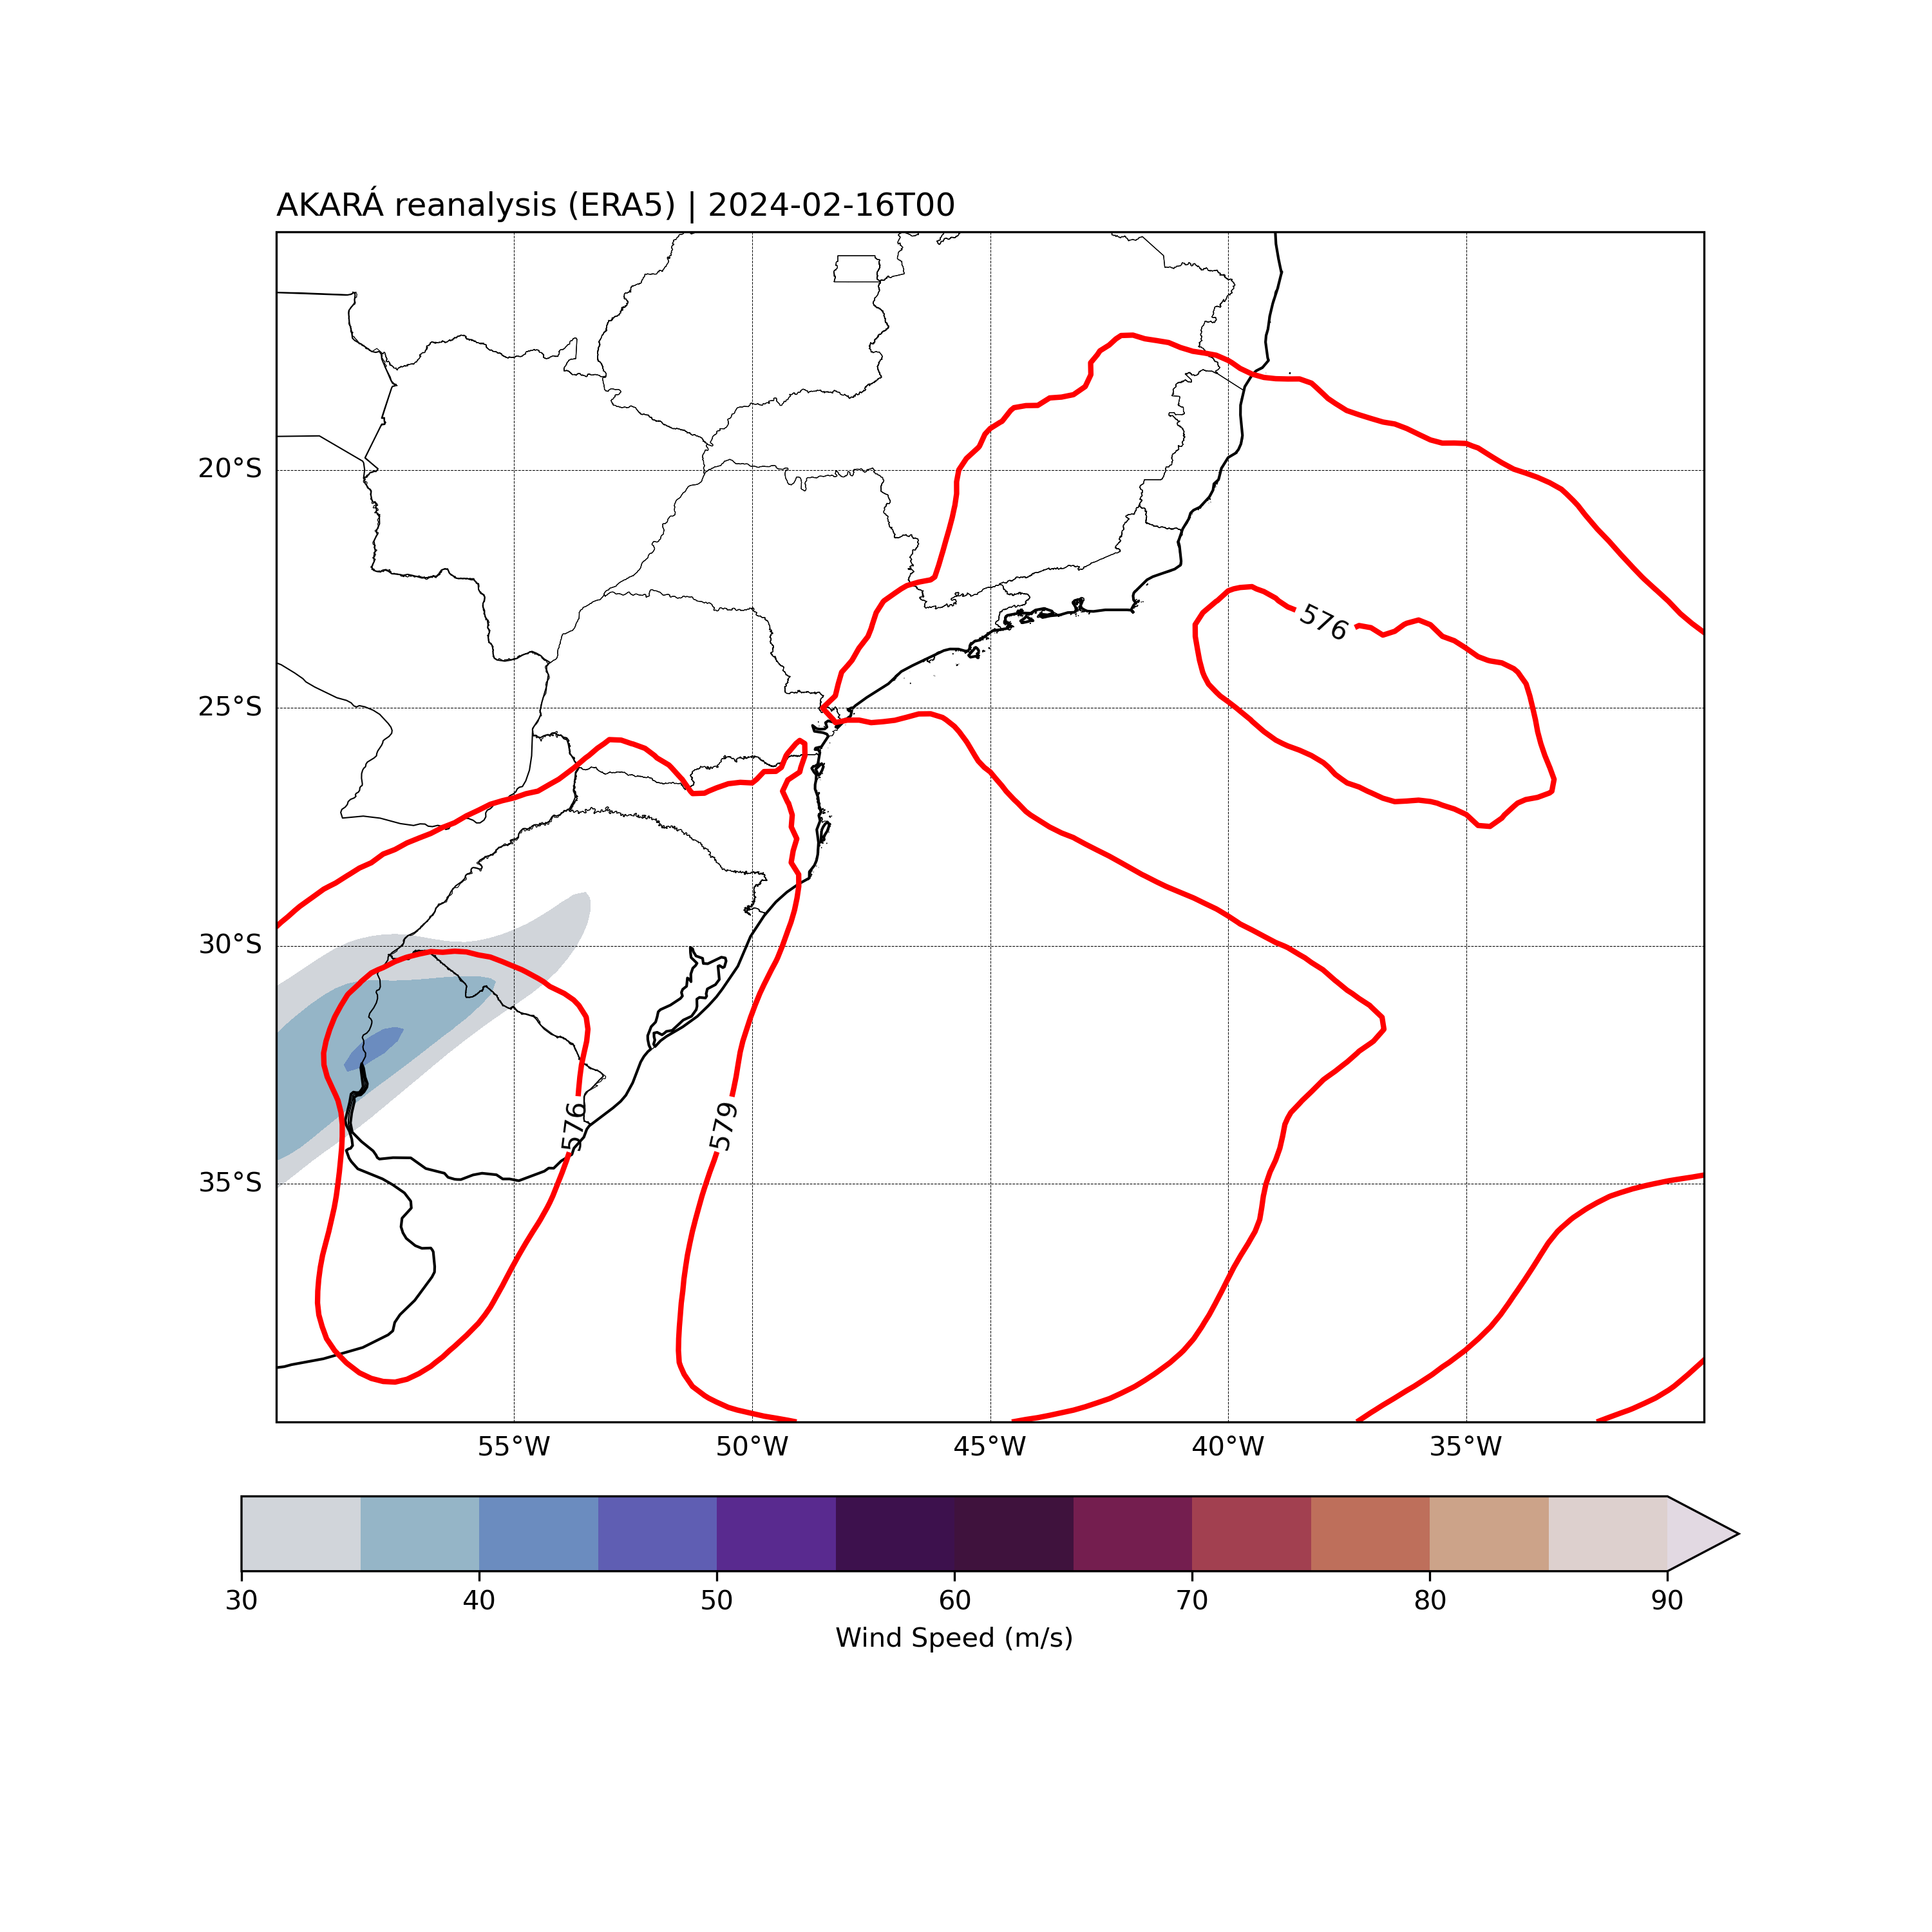 AKARÁ reanalysis (ERA5) | 2024-02-16T00
576
20°S
25°S
30°S
35°S
576
579
55°W 50°W 45°W 40°W 35°W
30 40 50 60 70 80 90
Wind Speed (m/s)